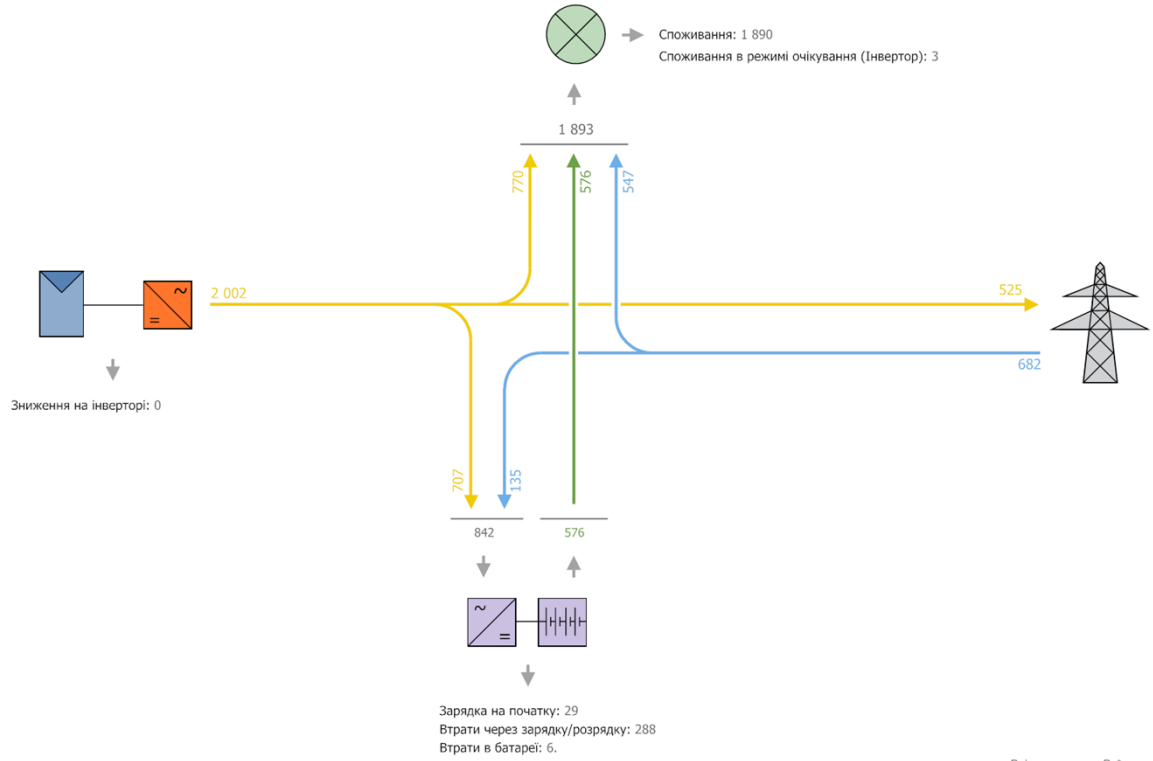 Споживання: 1 890
Споживання в режимі очікування (Інвертор): 3
1 893
770
576
547
2 002
525
682
Зниження на інверторі: 0
707
135
842
576
Зарядка на початку: 29
Втрати через зарядку/розрядку: 288
Втрати в батареї: 6.